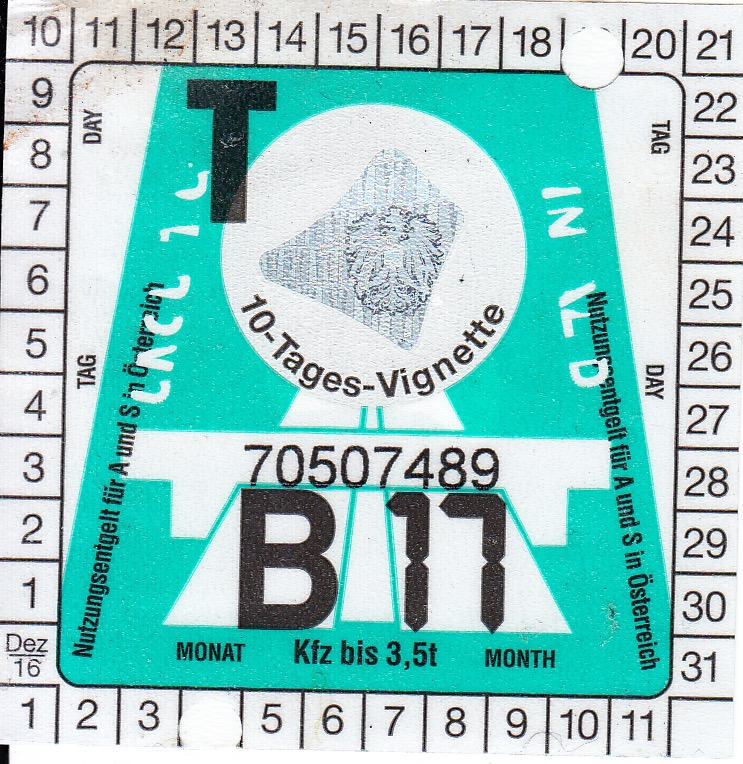 10 11 12 13 14 15 16 17 18 20 21
9
8
7
6
5
4
3
2
1
Dez
16
22
23
24
25
26
27
28
29
30
31
DAY
TAG
TAG
DAY
T
10-Tages-Vignette
Nutzungsentgelt für A und S in Österreich
Nutzungsentgelt für A und S in Österreich
70507489
B 17
MONAT Kfz bis 3,5t MONTH
1 2 3 5 6 7 8 9 10 11